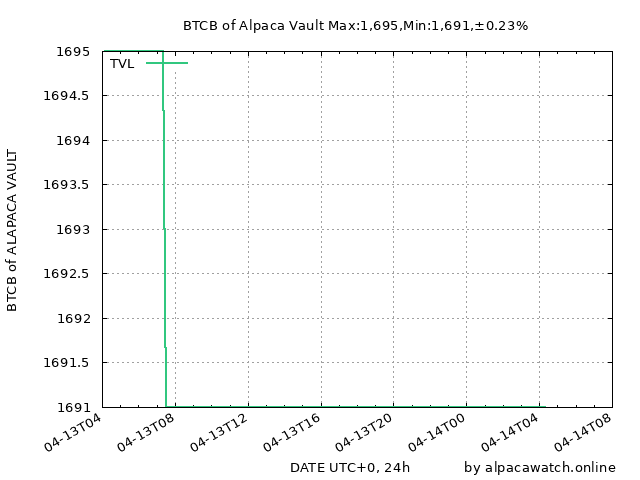 BTCB of Alpaca Vault Max:1,695,Min:1,691,±0.23%
TVL
BTCB of ALAPACA VAULT
1695
1694.5
1694
1693.5
1693
1692.5
1692
1691.5
1691
04-13T04
04-13T08
04-13T12
04-13T16
04-13T20
04-14T00
04-14T04
04-14T08
DATE UTC+0, 24h
by alpacawatch.online